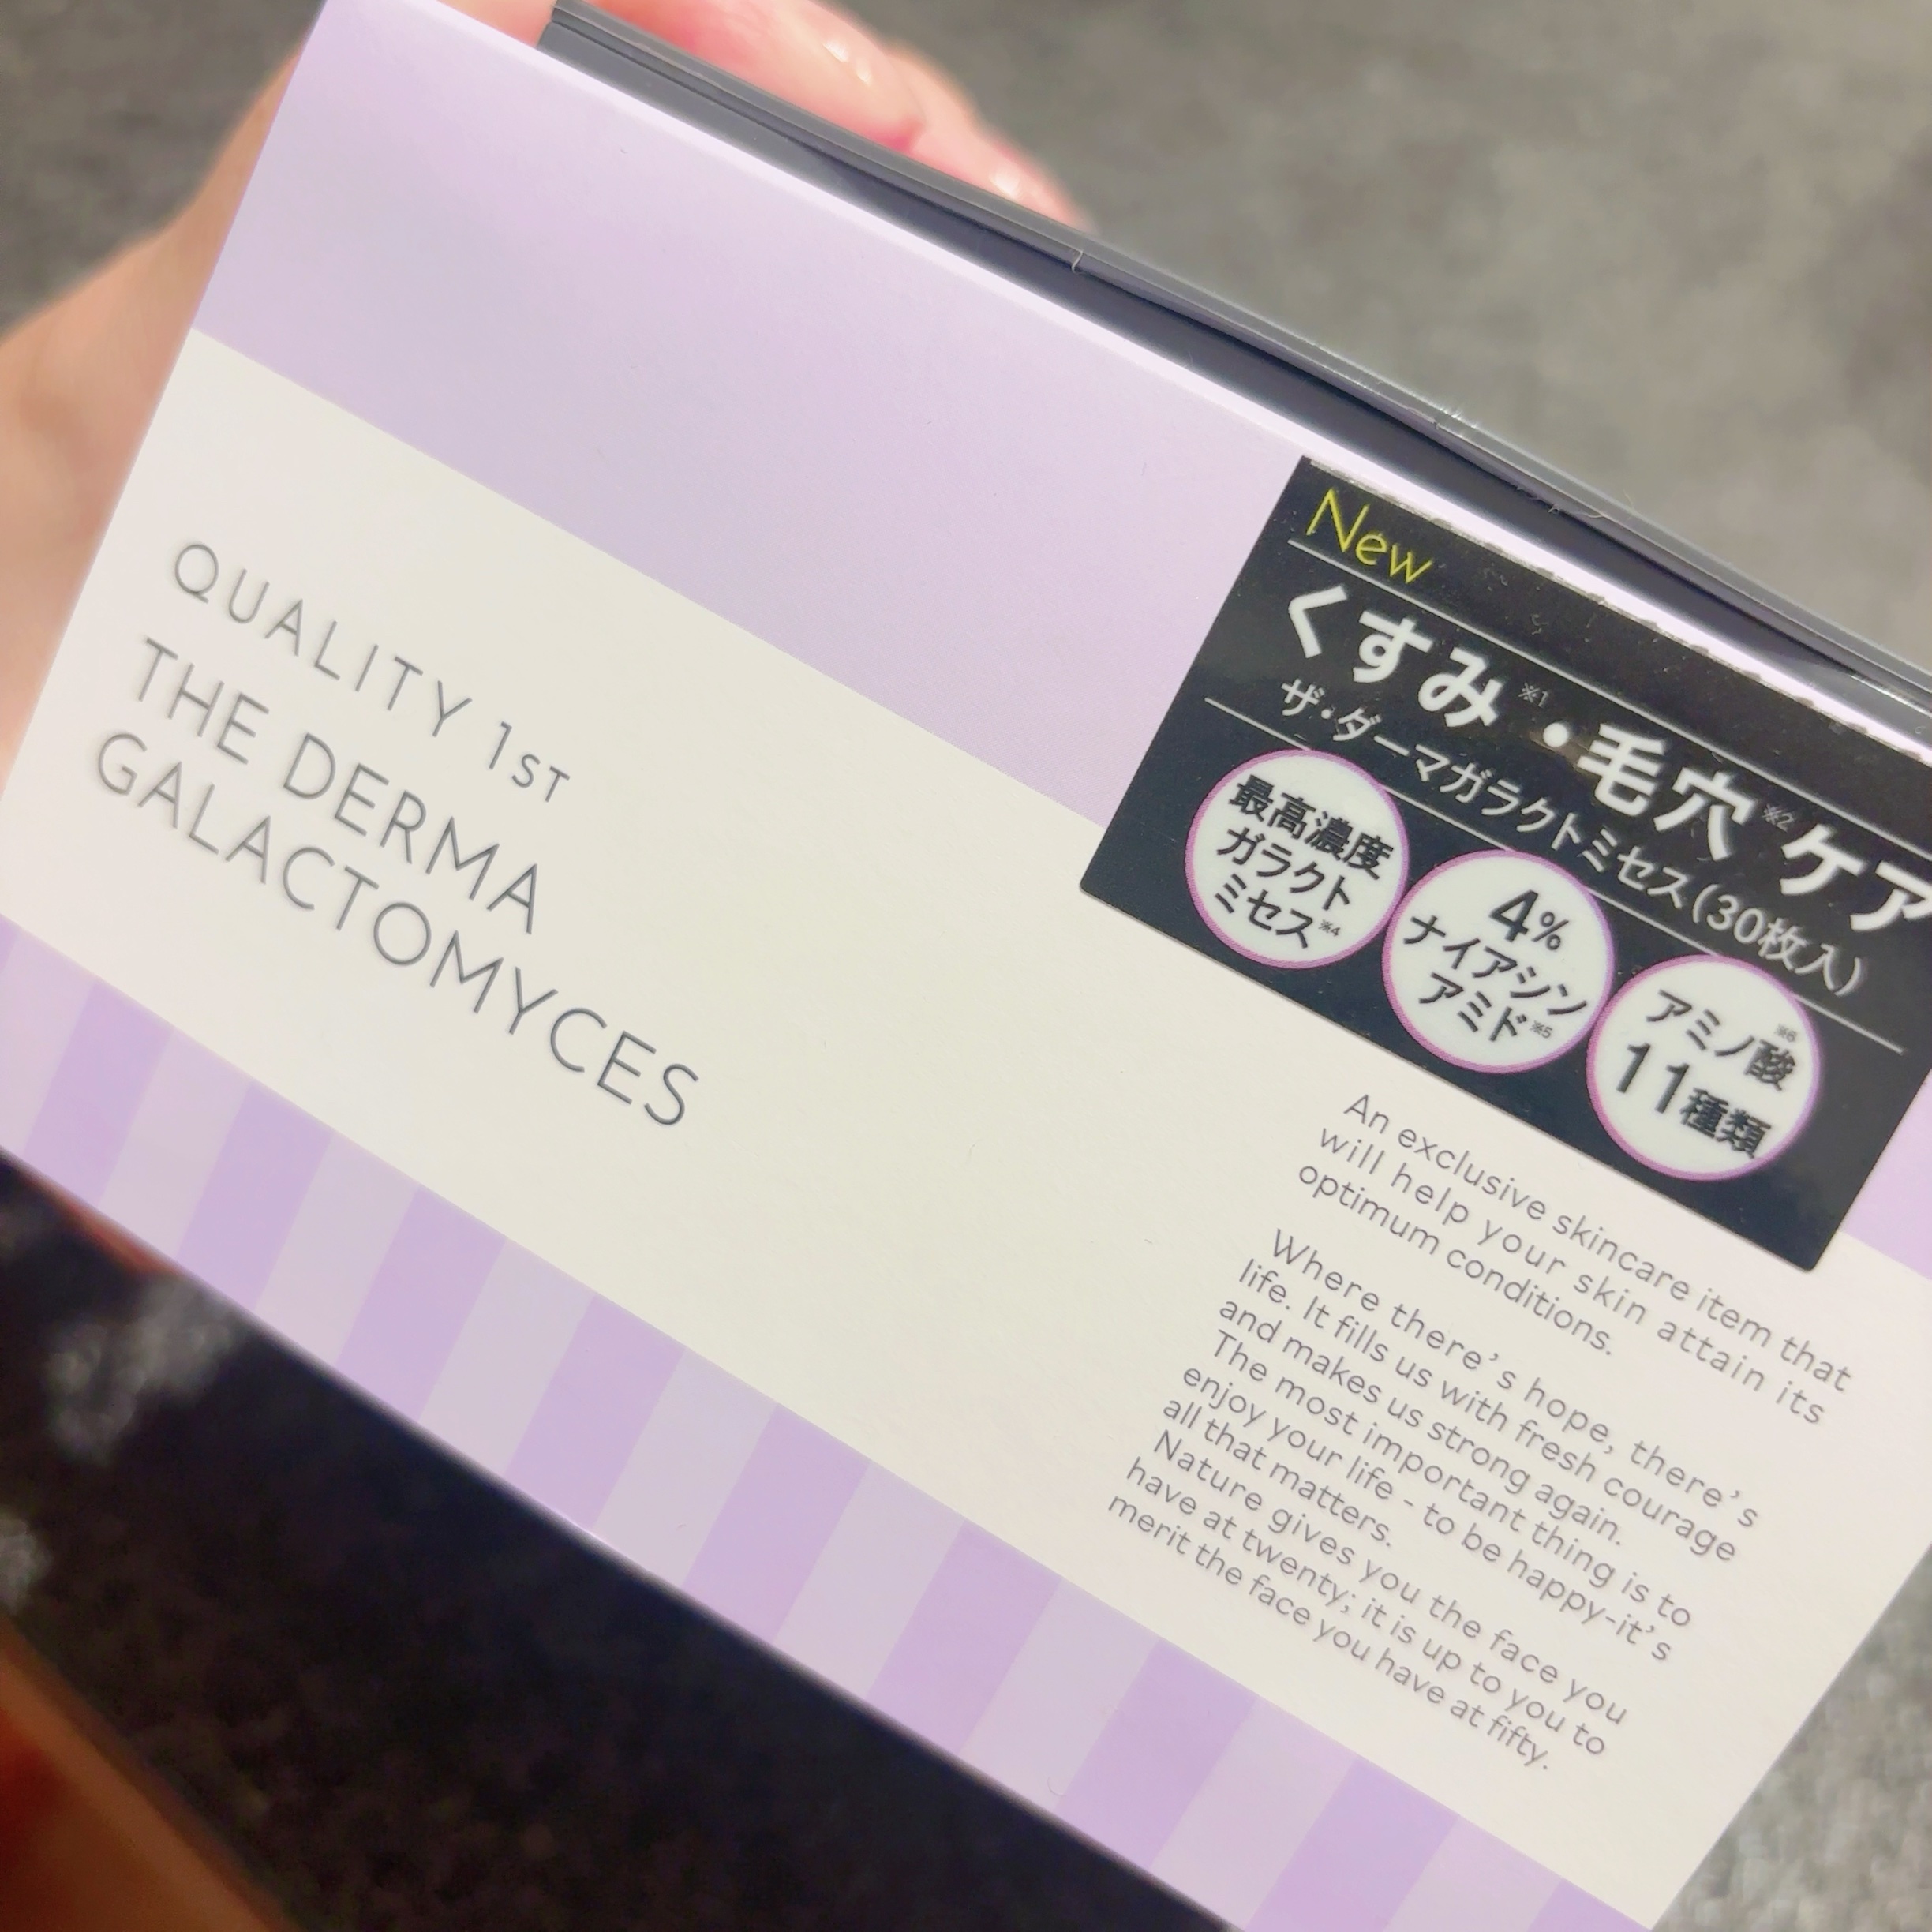 QUALITY 1ST
THE DERMA
GALACTOMYCES
New
くすみ※1・毛穴※2ケア
ザ・ダーマガラクトミセス(30枚入)
最高濃度
ガラクト
ミセス※4
4%
ナイアシン
アミド※5
アミノ酸※6
11種類
An exclusive skincare item that
will help your skin attain its
optimum conditions.
Where there's hope, there's
life. It fills us with fresh courage
and makes us strong again.
The most important thing is to
enjoy your life - to be happy-it's
all that matters.
Nature gives you the face you
have at twenty; it is up to you to
merit the face you have at fifty.